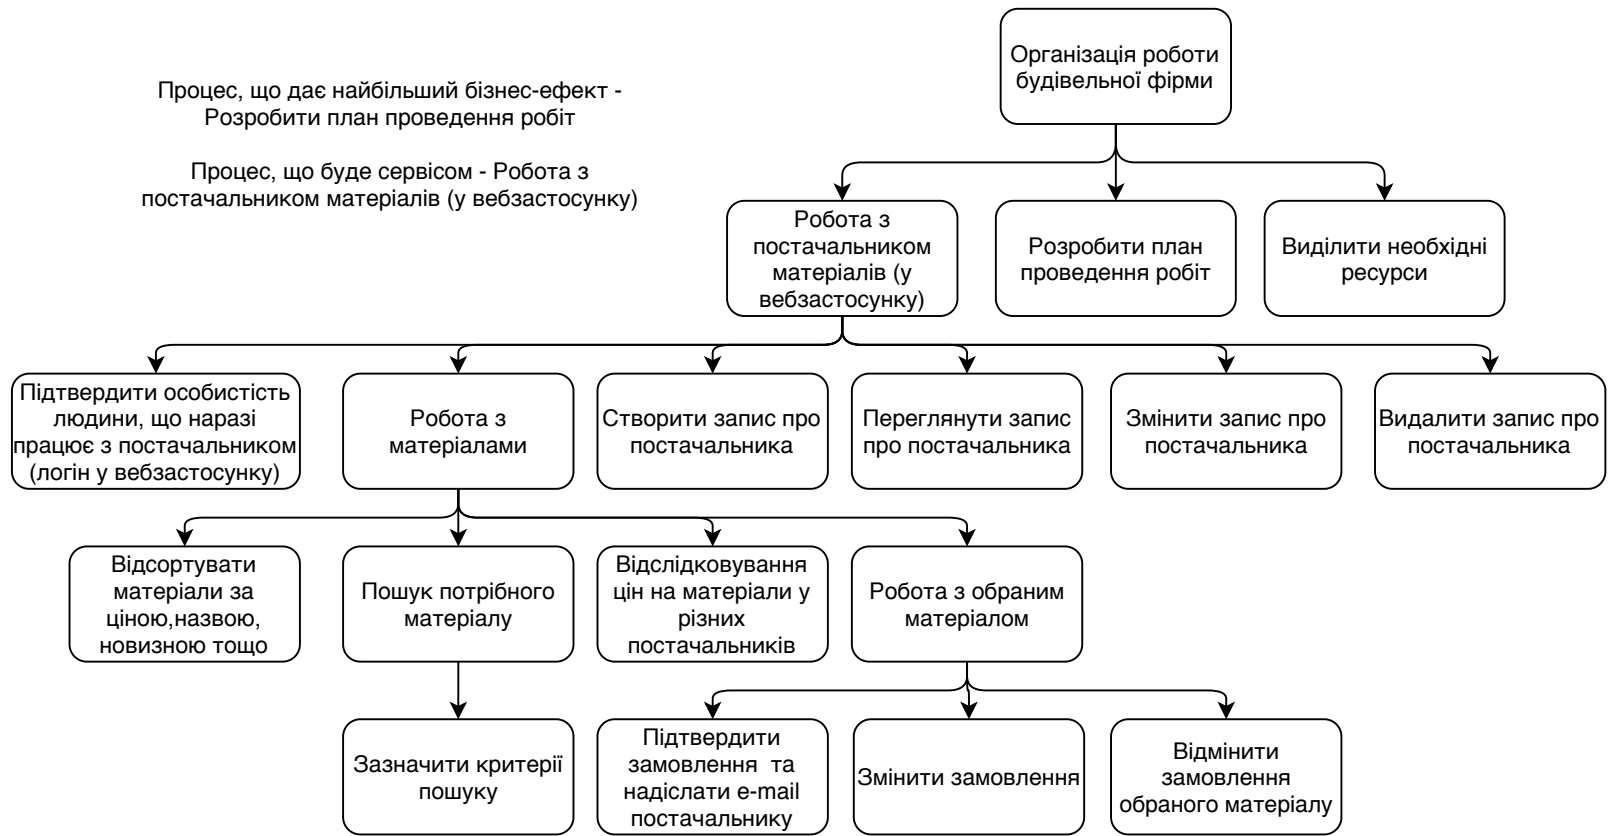 Організація роботи
будівельної фірми
Процес, що дає найбільший бізнес-ефект -
Розробити план проведення робіт
Процес, що буде сервісом - Робота з
постачальником матеріалів (у вебзастосунку)
Робота з
постачальником
матеріалів (у
вебзастосунку)
Розробити план
проведення робіт
Виділити необхідні
ресурси
Підтвердити особистість
людини, що наразі
працює з постачальником
(логін у вебзастосунку)
Робота з
матеріалами
Створити запис про
постачальника
Переглянути запис
про постачальника
Змінити запис про
постачальника
Видалити запис про
постачальника
Відсортувати
матеріали за
ціною,назвою,
новизною тощо
Пошук потрібного
матеріалу
Відслідковування
цін на матеріали у
різних
постачальників
Робота з обраним
матеріалом
Зазначити критерії
пошуку
Підтвердити
замовлення та
надіслати e-mail
постачальнику
Змінити замовлення
Відмінити
замовлення
обраного матеріалу